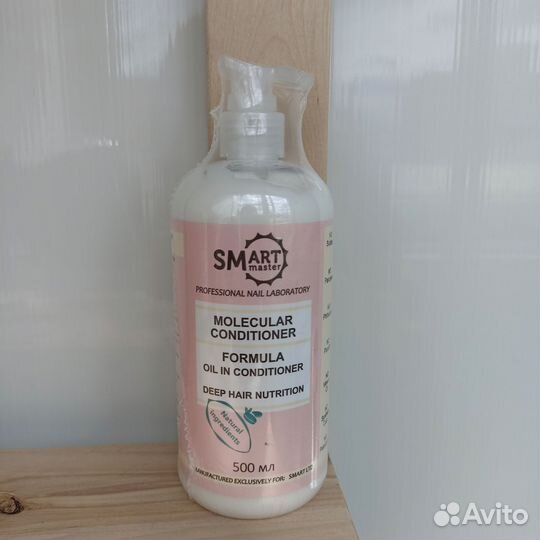 SMART
master
PROFESSIONAL NAIL LABORATORY
MOLECULAR
CONDITIONER
FORMULA
OIL IN CONDITIONER
DEEP HAIR NUTRITION
Natural
ingredients
500 МЛ
MANUFACTURED EXCLUSIVELY FOR: SMART LTD
Avito